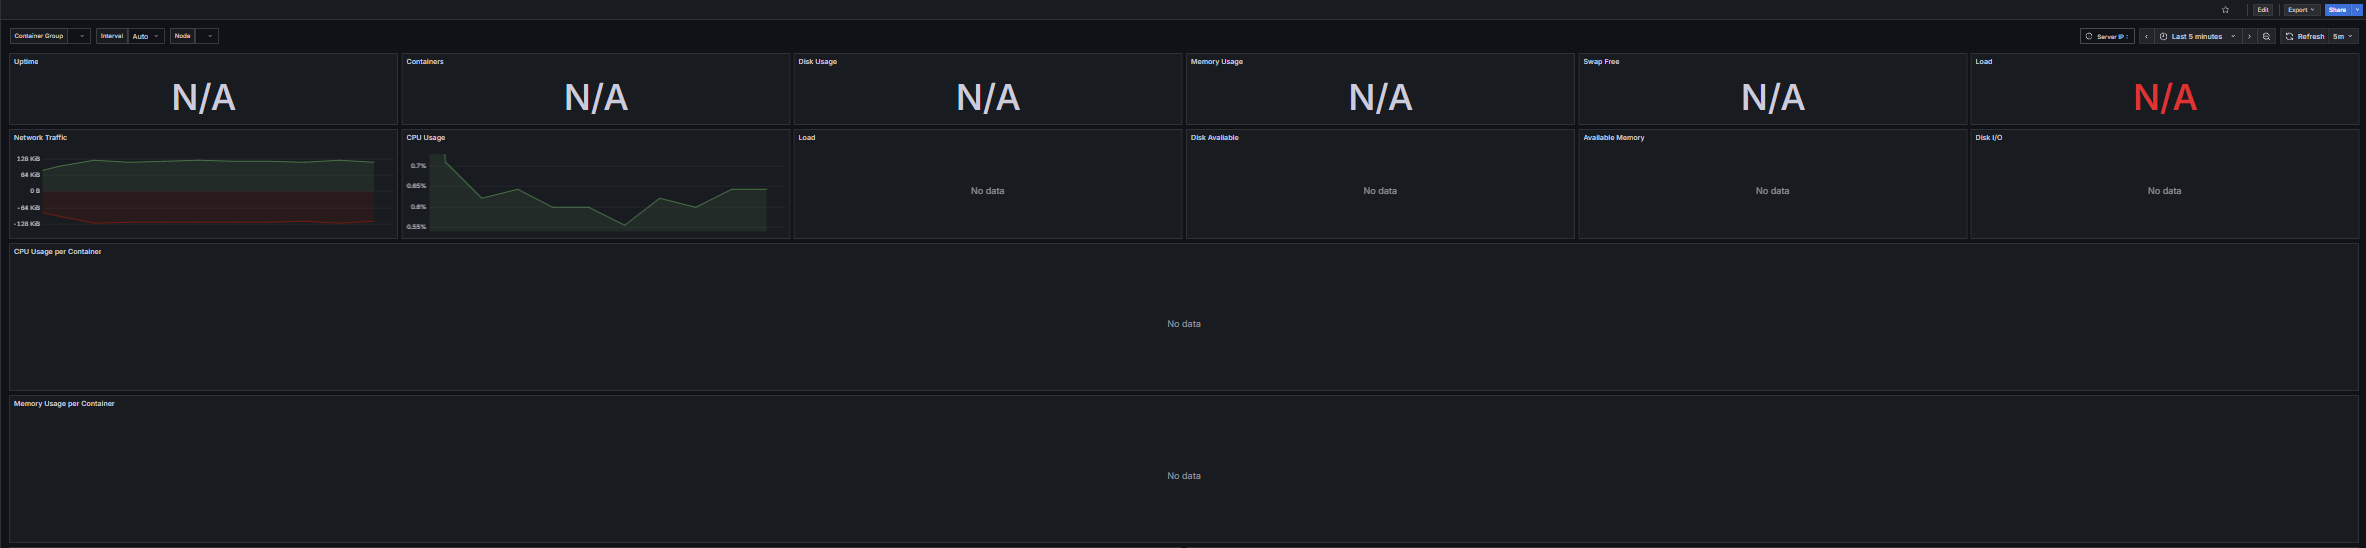 Edit
Export
Share
Container Group
Interval
Auto
Node
Server IP :
Last 5 minutes
Refresh
5m
Uptime
N/A
Containers
N/A
Disk Usage
N/A
Memory Usage
N/A
Swap Free
N/A
Load
N/A
Network Traffic
128 KiB
64 KiB
0 B
-64 KiB
-128 KiB
CPU Usage
0.7%
0.65%
0.6%
0.55%
Load
No data
Disk Available
No data
Available Memory
No data
Disk I/O
No data
CPU Usage per Container
No data
Memory Usage per Container
No data